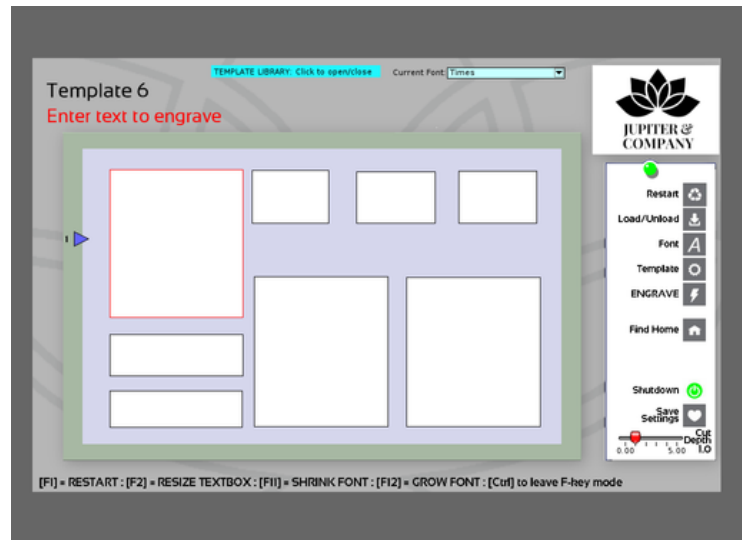 TEMPLATE LIBRARY: Click to open/close
Current Font: Times
Template 6
Enter text to engrave
JUPITER &
COMPANY
1
Restart
Load/Unload
Font
A
Template
ENGRAVE
Find Home
Shutdown
Save
Settings
Cut
Depth
0.00
5.00
1.0
[F1] = RESTART : [F2] = RESIZE TEXTBOX : [F11] = SHRINK FONT : [F12] = GROW FONT : [Ctrl] to leave F-key mode